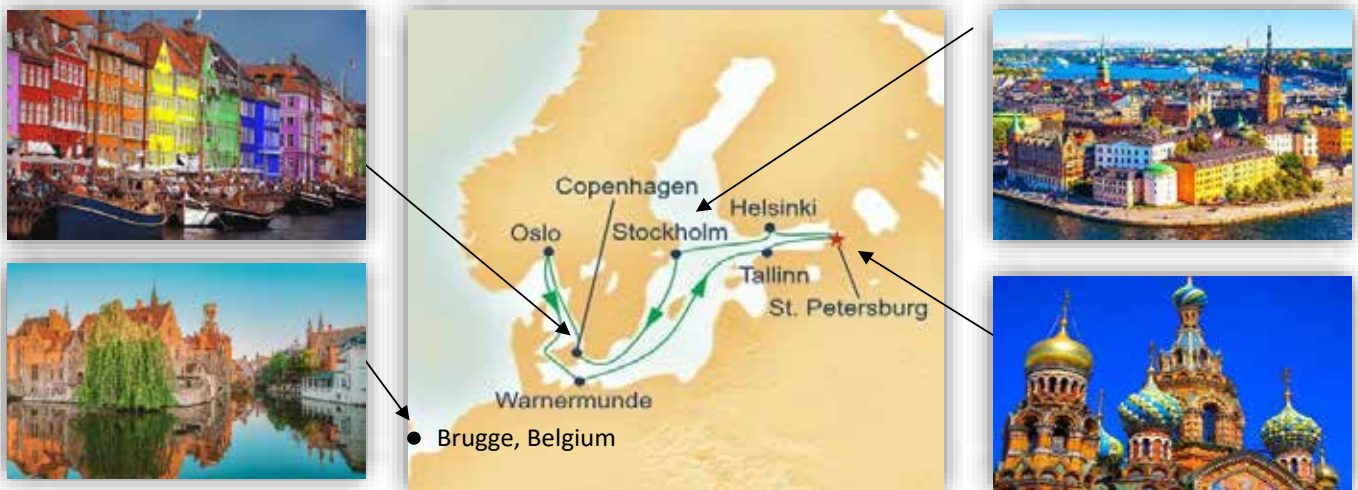 Copenhagen
Helsinki
Oslo
Stockholm
Tallinn
St. Petersburg
Warnermunde
Brugge, Belgium